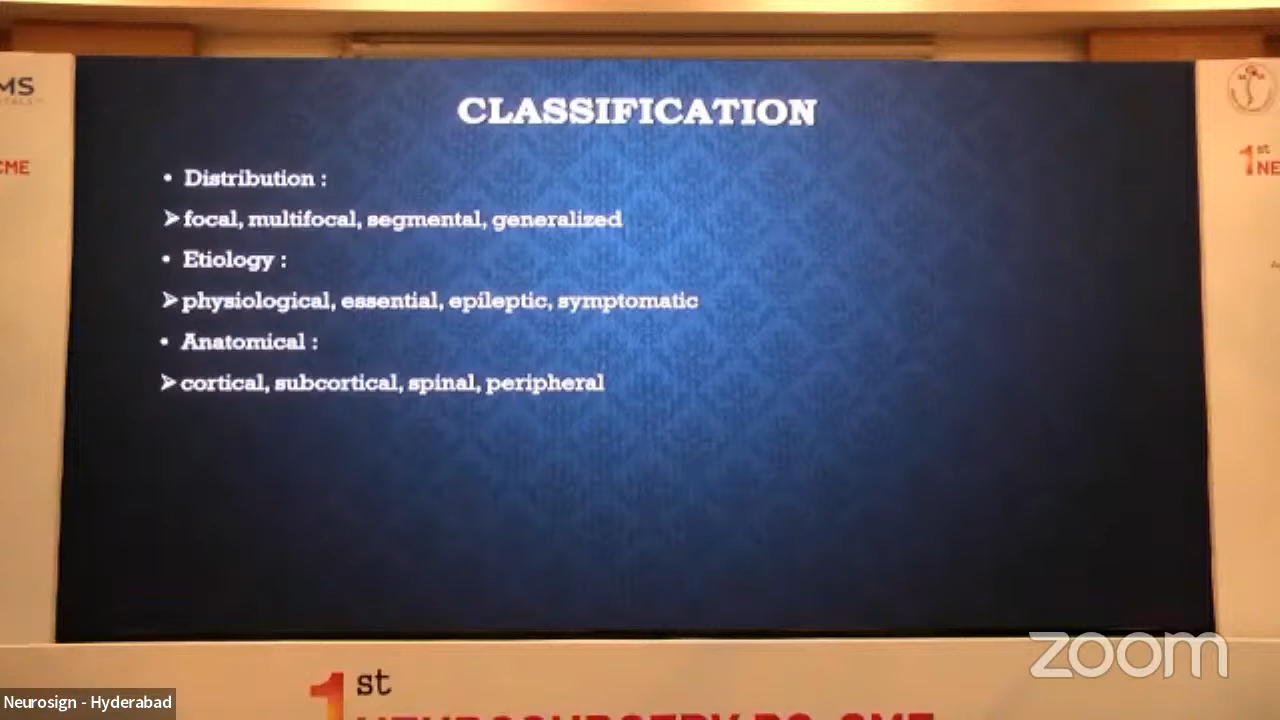 CLASSIFICATION
• Distribution :
➢ focal, multifocal, segmental, generalized
• Etiology :
➢ physiological, essential, epileptic, symptomatic
• Anatomical :
➢ cortical, subcortical, spinal, peripheral
MS
CME
1st
NE
1st
zoom
Neurosign - Hyderabad